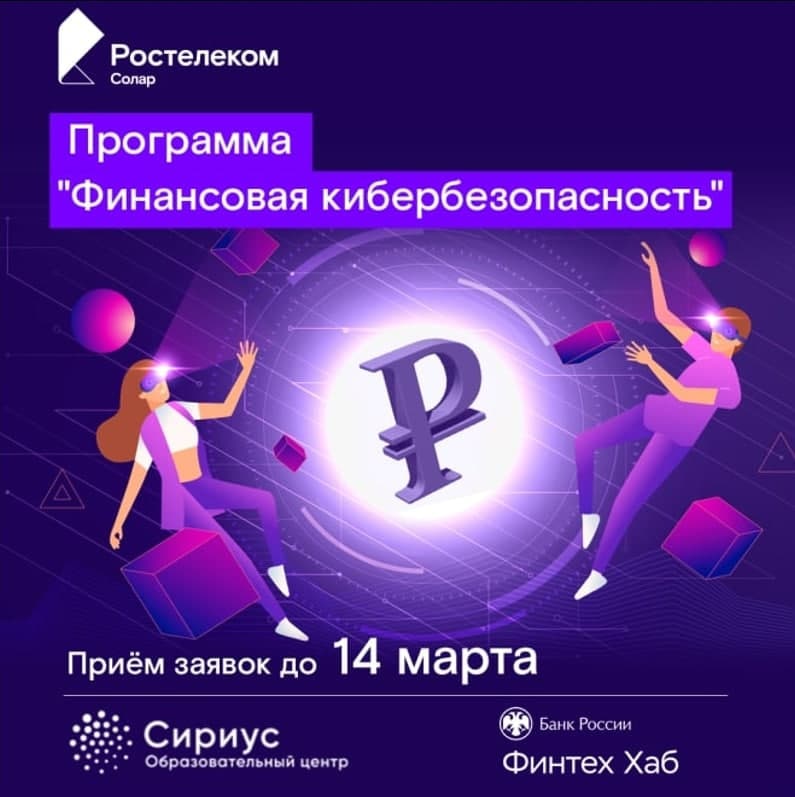 Ростелеком
Солар
Программа
"Финансовая кибербезопасность"
Приём заявок до 14 марта
Сириус
Образовательный центр
Банк России
Финтех Хаб